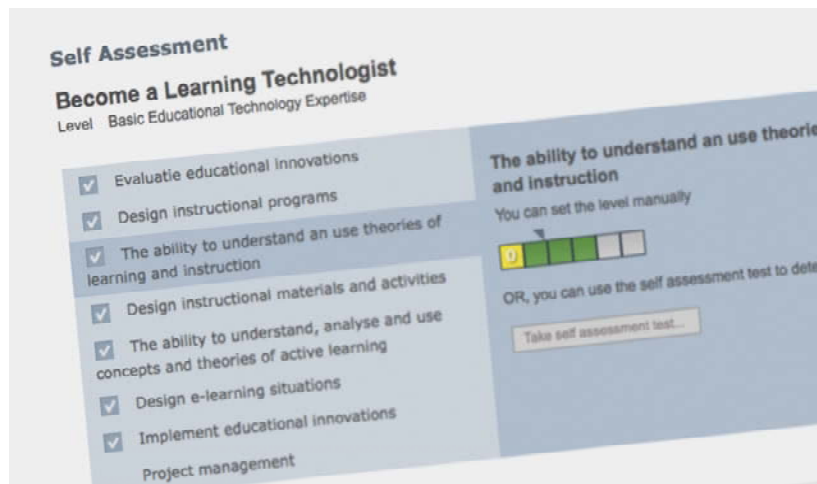 Self Assessment
Become a Learning Technologist
Level Basic Educational Technology Expertise
Evaluatie educational innovations
Design instructional programs
The ability to understand an use theories of
learning and instruction
Design instructional materials and activities
The ability to understand, analyse and use
concepts and theories of active learning
Design e-learning situations
Implement educational innovations
Project management
The ability to understand an use theorie
and instruction
You can set the level manually
0
OR, you can use the self assessment test to dete
Take self assessment test...